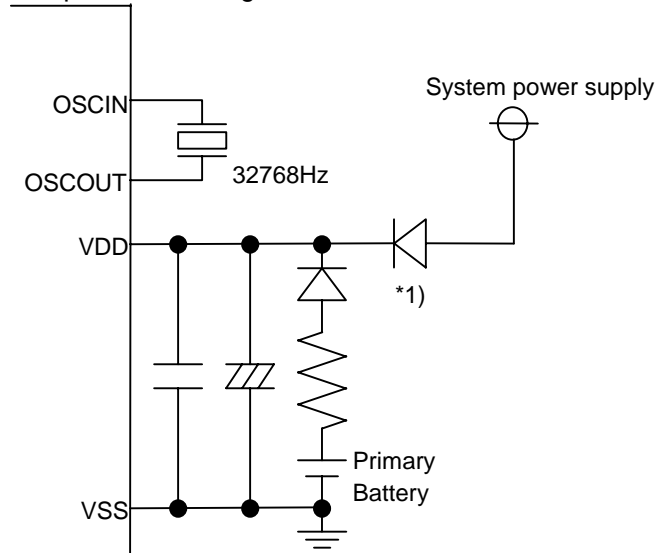 System power supply
OSCIN
OSCOUT
32768Hz
VDD
*1)
Primary
Battery
VSS